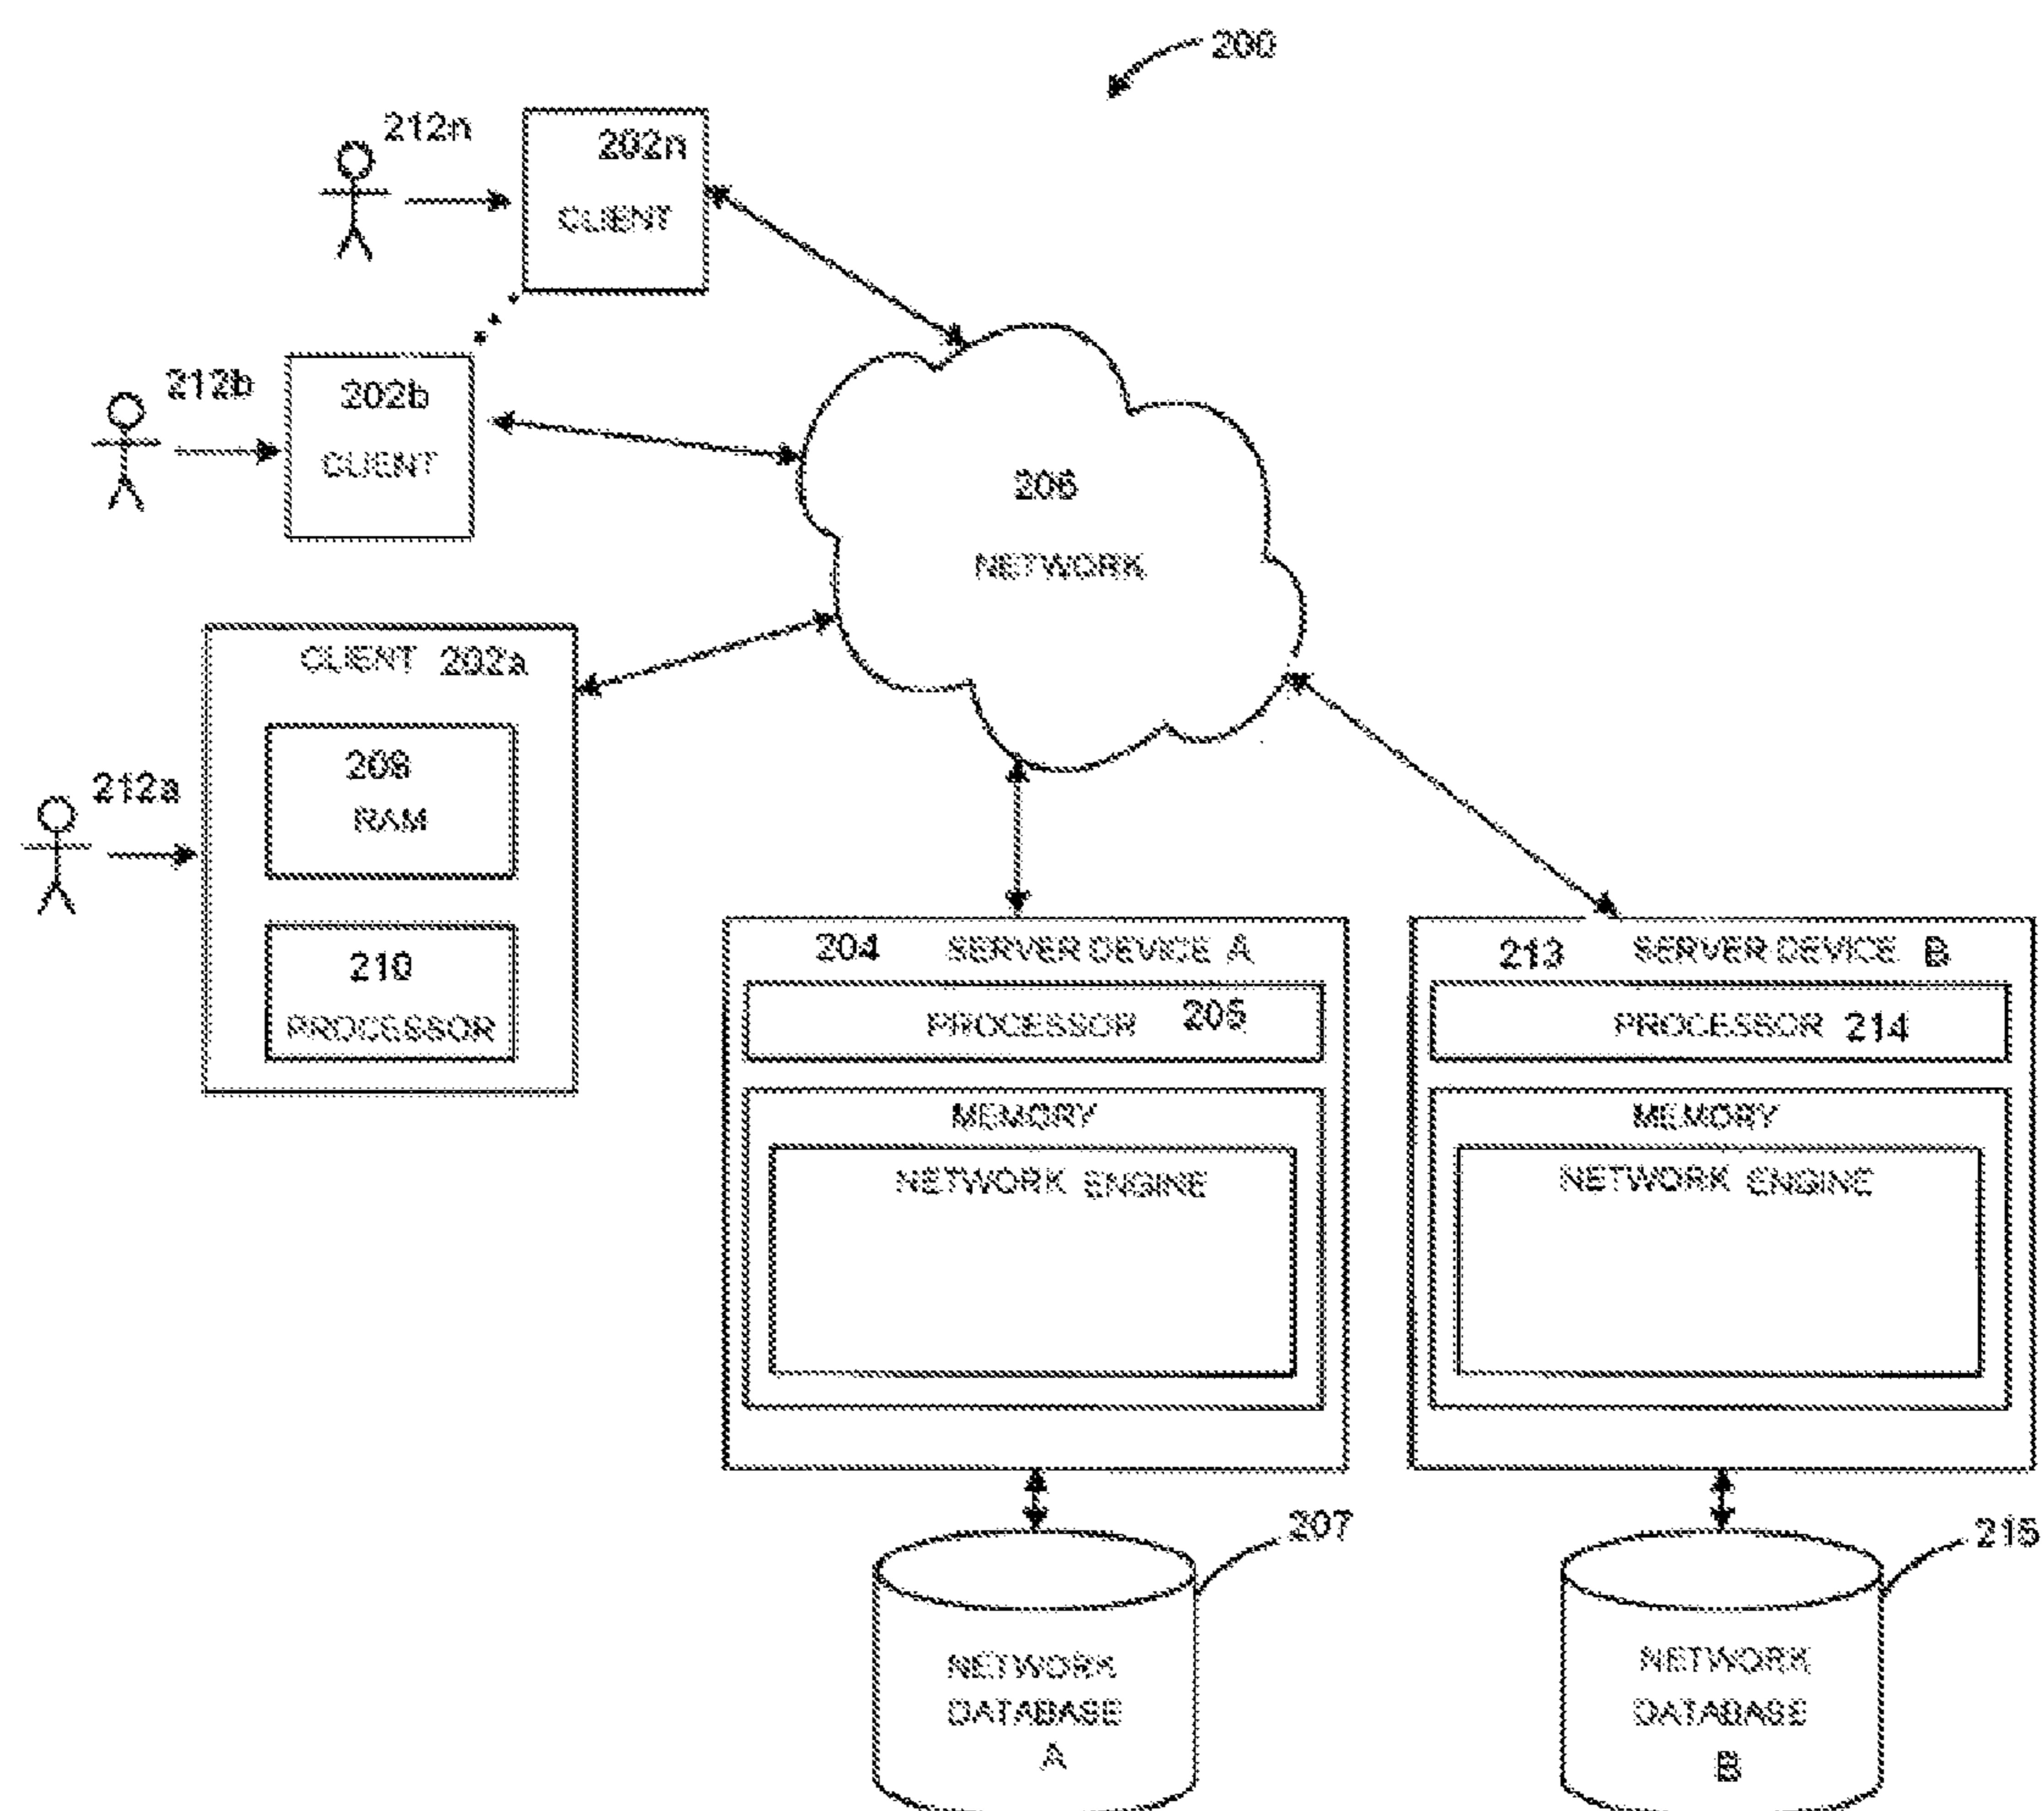 200
212n
202n
CLIENT
212b
202b
CLIENT
206
NETWORK
CLIENT 202a
212a
208
RAM
210
PROCESSOR
204 SERVER DEVICE A
PROCESSOR 205
MEMORY
NETWORK ENGINE
213 SERVER DEVICE B
PROCESSOR 214
MEMORY
NETWORK ENGINE
207
NETWORK
DATABASE
A
215
NETWORK
DATABASE
B